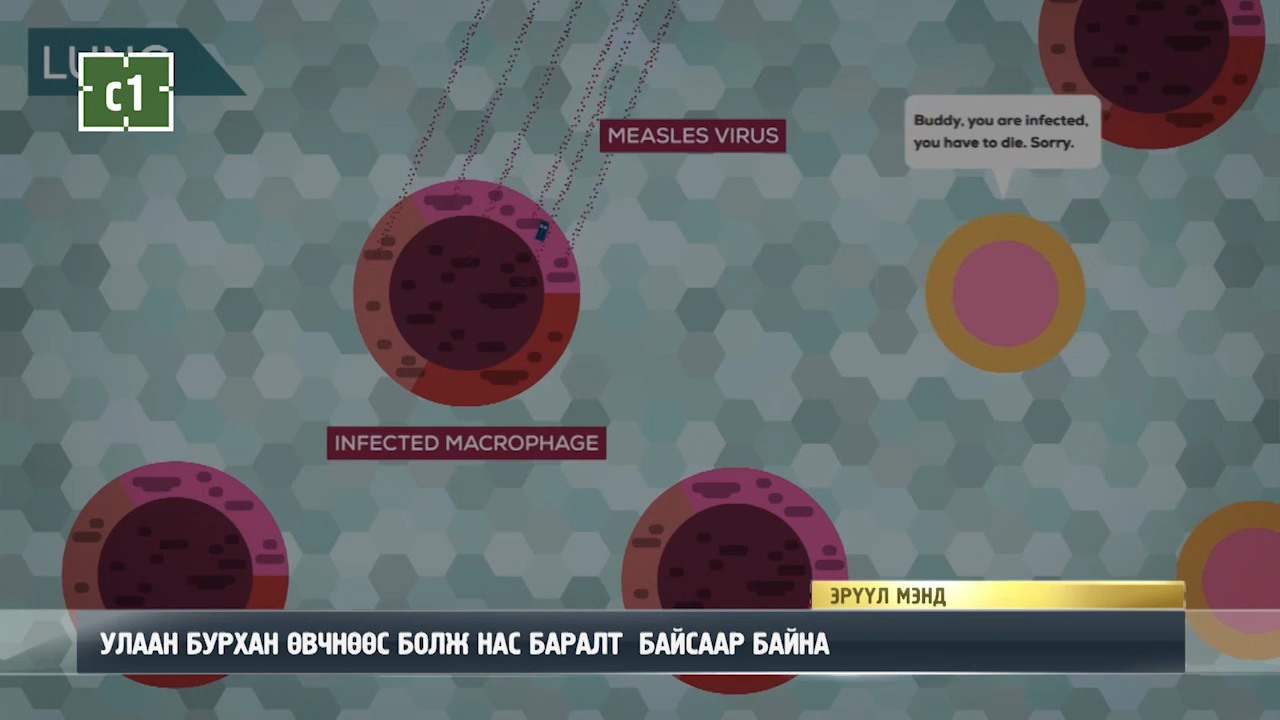 LUNG
c1
MEASLES VIRUS
Buddy, you are infected,
you have to die. Sorry.
INFECTED MACROPHAGE
ЭРҮҮЛ МЭНД
УЛААН БУРХАН ӨВЧНӨӨС БОЛЖ НАС БАРАЛТ БАЙСААР БАЙНА